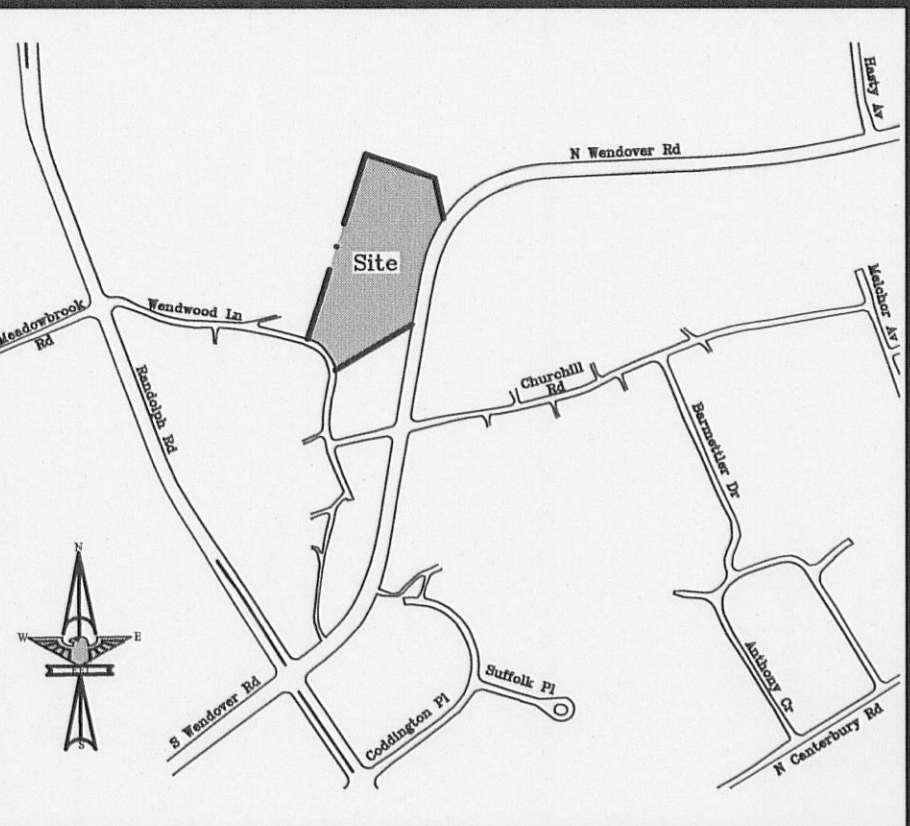 Hasty Av
N Wendover Rd
Site
Melchor Av
Wendwood Ln
Meadowbrook
Rd
Churchill
Rd
Randolph Rd
Barmettler Dr
N
W
E
S
Suffolk Pl
Anthony Cr
S Wendover Rd
Coddington Pl
N Canterbury Rd